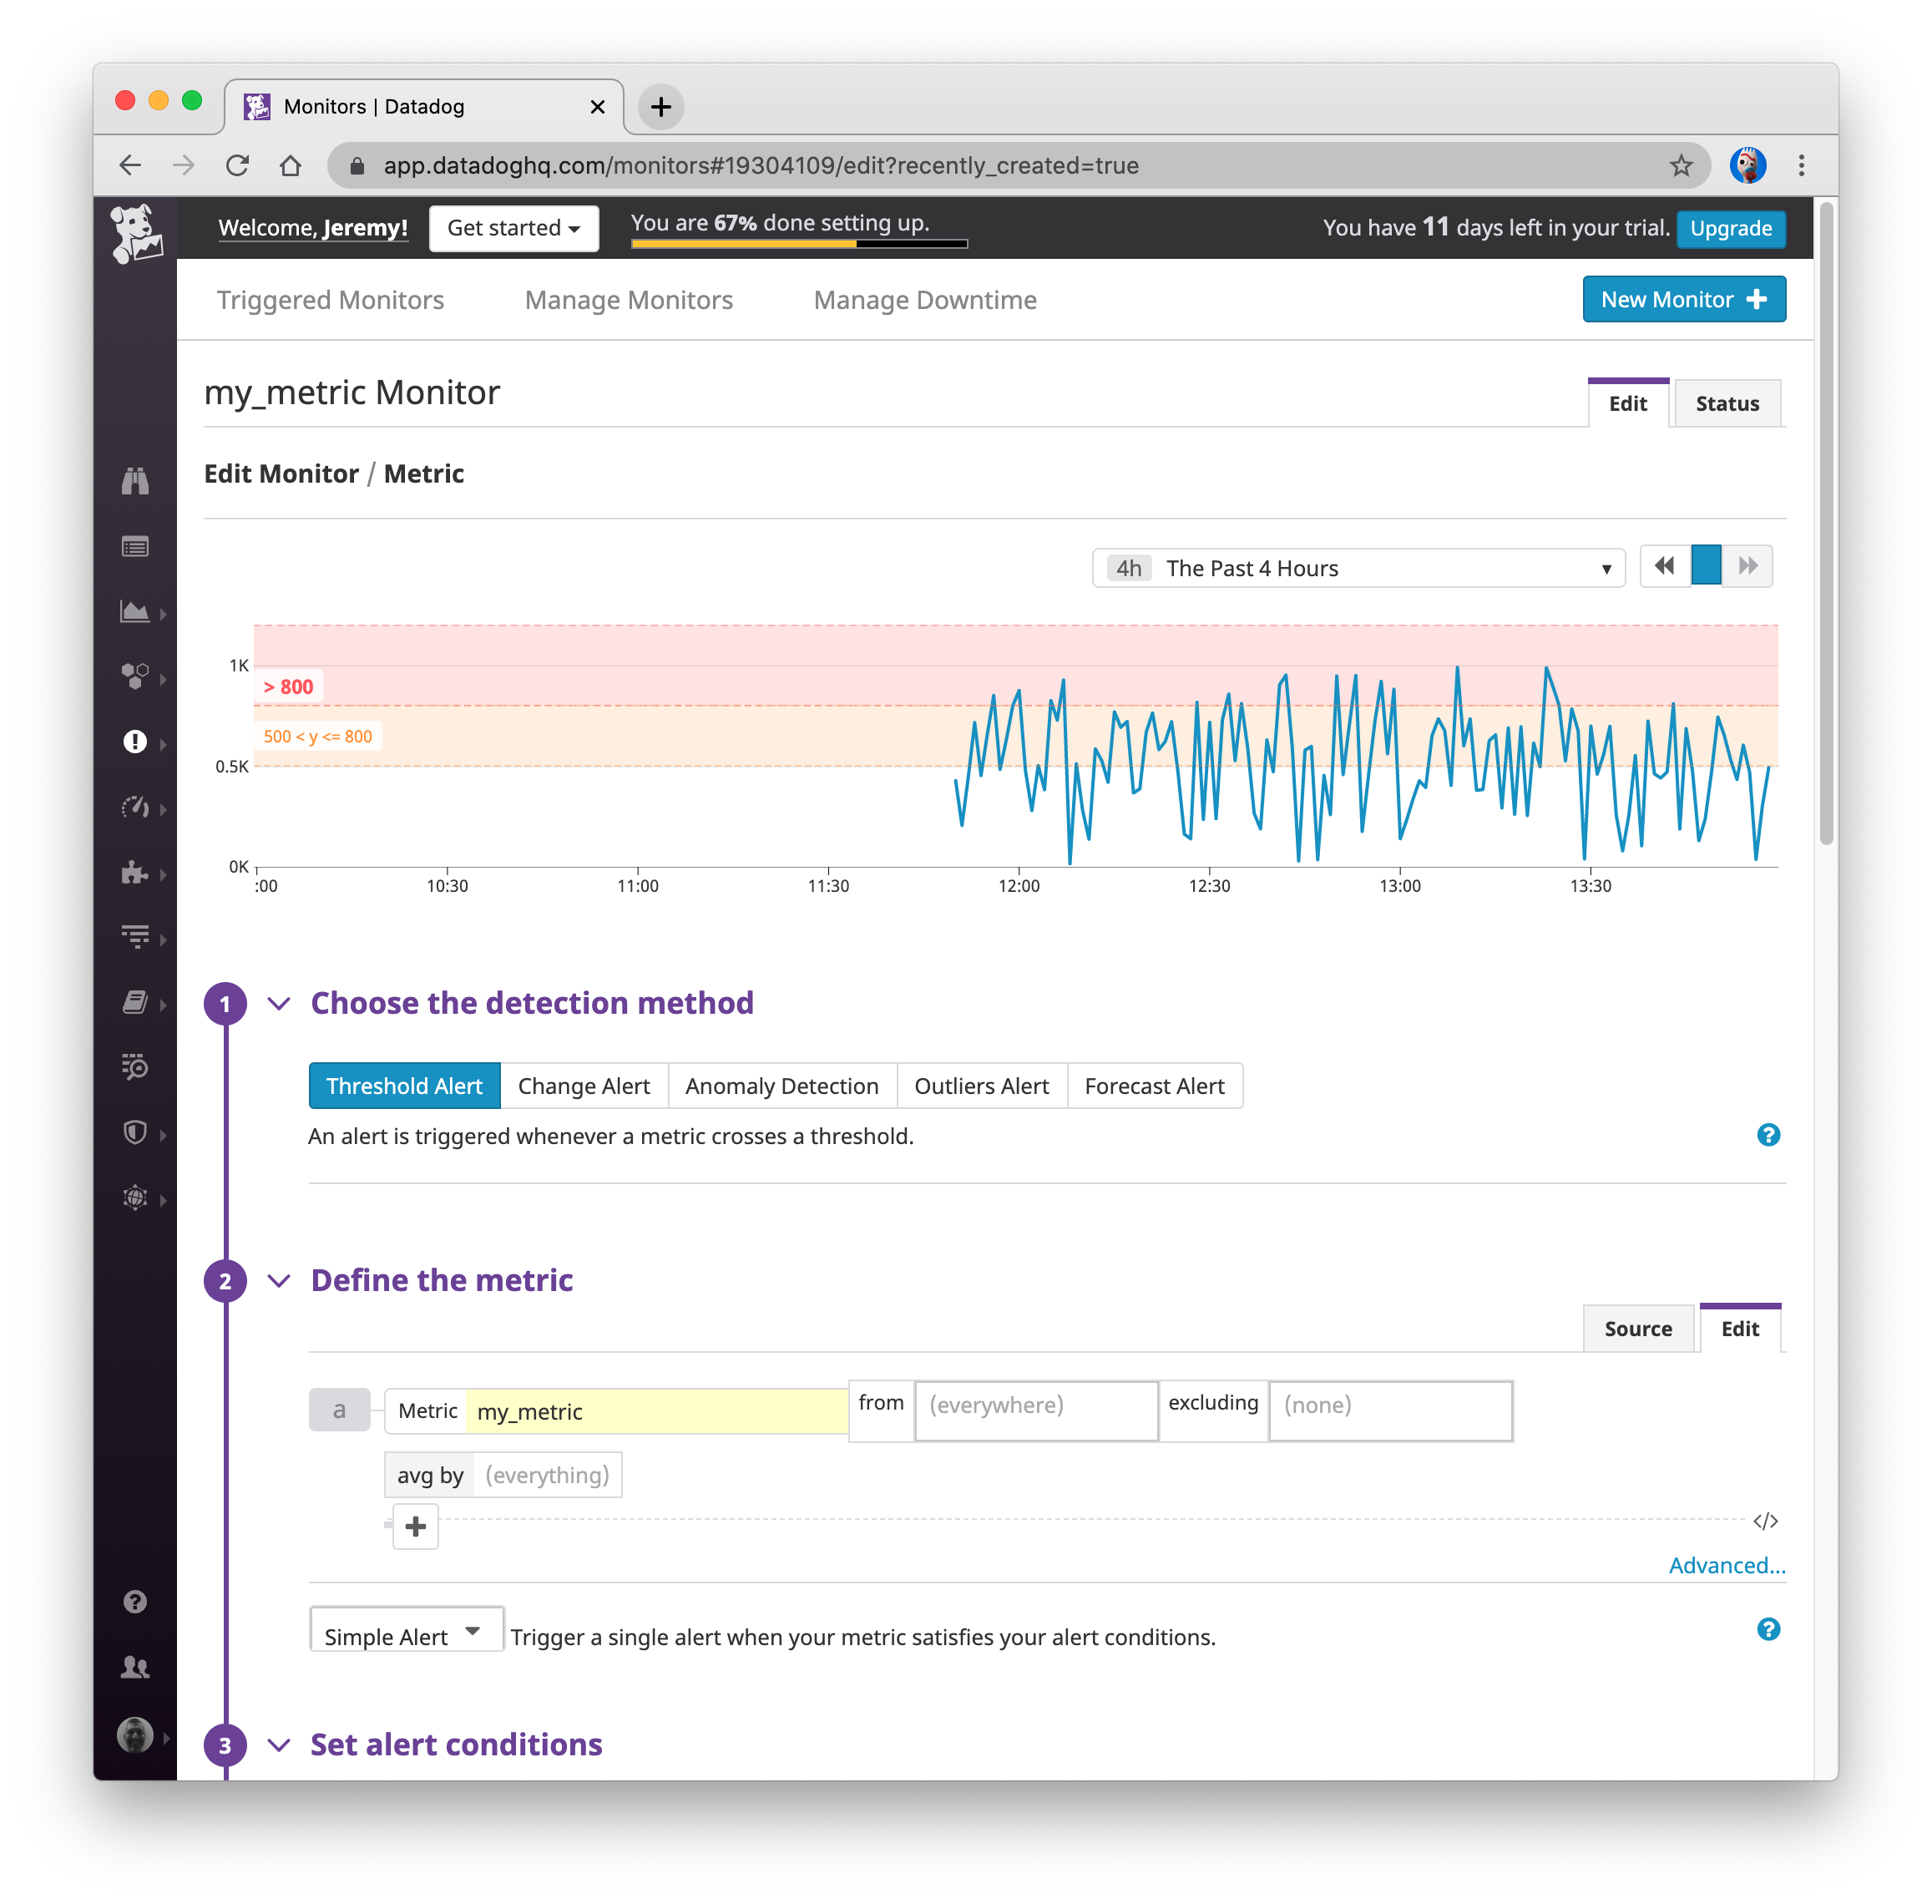 Monitors | Datadog
app.datadoghq.com/monitors#19304109/edit?recently_created=true
Welcome, Jeremy! Get started You are 67% done setting up. You have 11 days left in your trial. Upgrade
Triggered Monitors Manage Monitors Manage Downtime New Monitor
my_metric Monitor Edit Status
Edit Monitor / Metric
4h The Past 4 Hours
1K
> 800
500 < y <= 800
0.5K
0K
:00 10:30 11:00 11:30 12:00 12:30 13:00 13:30
1 Choose the detection method
Threshold Alert Change Alert Anomaly Detection Outliers Alert Forecast Alert
An alert is triggered whenever a metric crosses a threshold. ?
2 Define the metric
Source Edit
a Metric my_metric from (everywhere) excluding (none)
avg by (everything)
+ </>
Advanced...
Simple Alert Trigger a single alert when your metric satisfies your alert conditions. ?
3 Set alert conditions